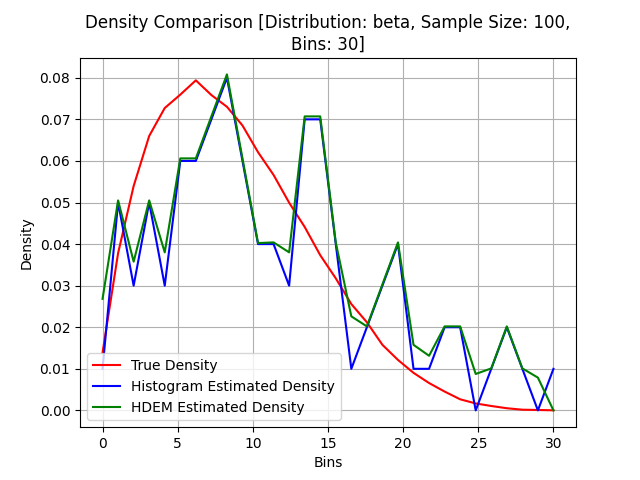 Density Comparison [Distribution: beta, Sample Size: 100,
Bins: 30]
Density
0.08
0.07
0.06
0.05
0.04
0.03
0.02
0.01
0.00
True Density
Histogram Estimated Density
HDEM Estimated Density
0 5 10 15 20 25 30
Bins